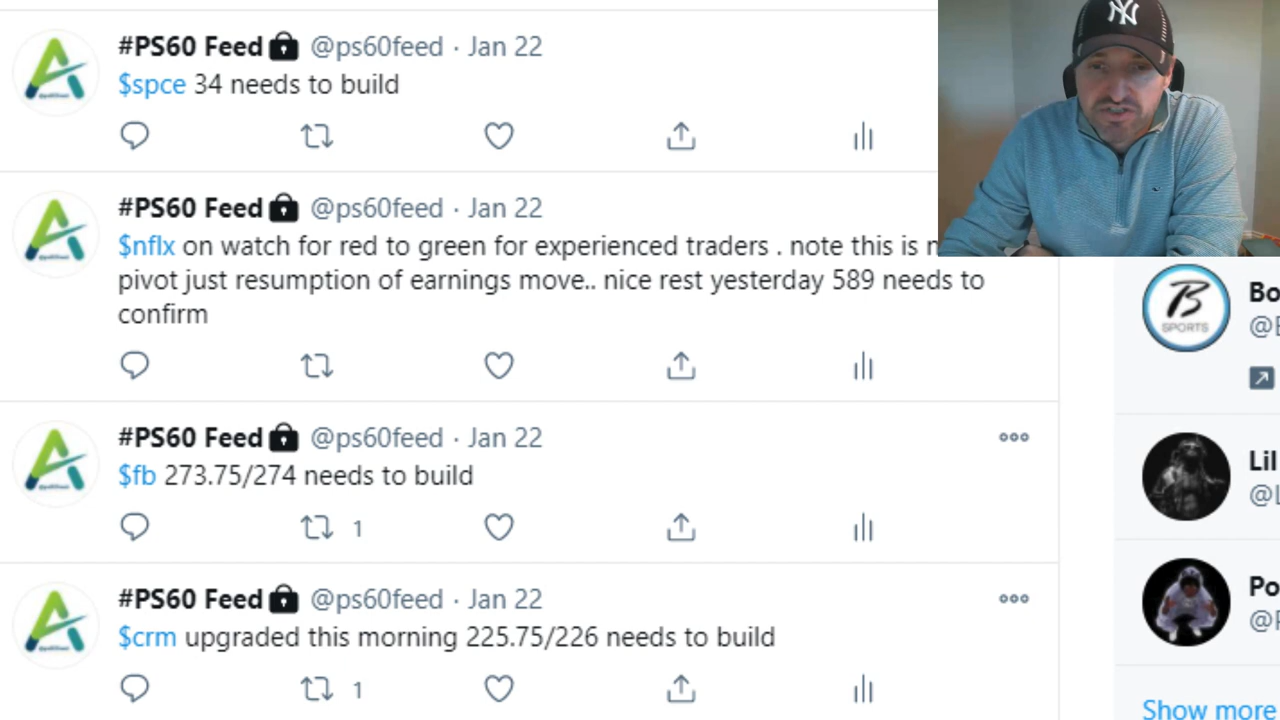 #PS60 Feed @ps60feed · Jan 22
$spce 34 needs to build
#PS60 Feed @ps60feed · Jan 22
$nflx on watch for red to green for experienced traders . note this is
pivot just resumption of earnings move.. nice rest yesterday 589 needs to
confirm
#PS60 Feed @ps60feed · Jan 22
$fb 273.75/274 needs to build
1
#PS60 Feed @ps60feed · Jan 22
$crm upgraded this morning 225.75/226 needs to build
1
NY
B
SPORTS
Bo
@B
Lil
@L
Po
@P
Show more